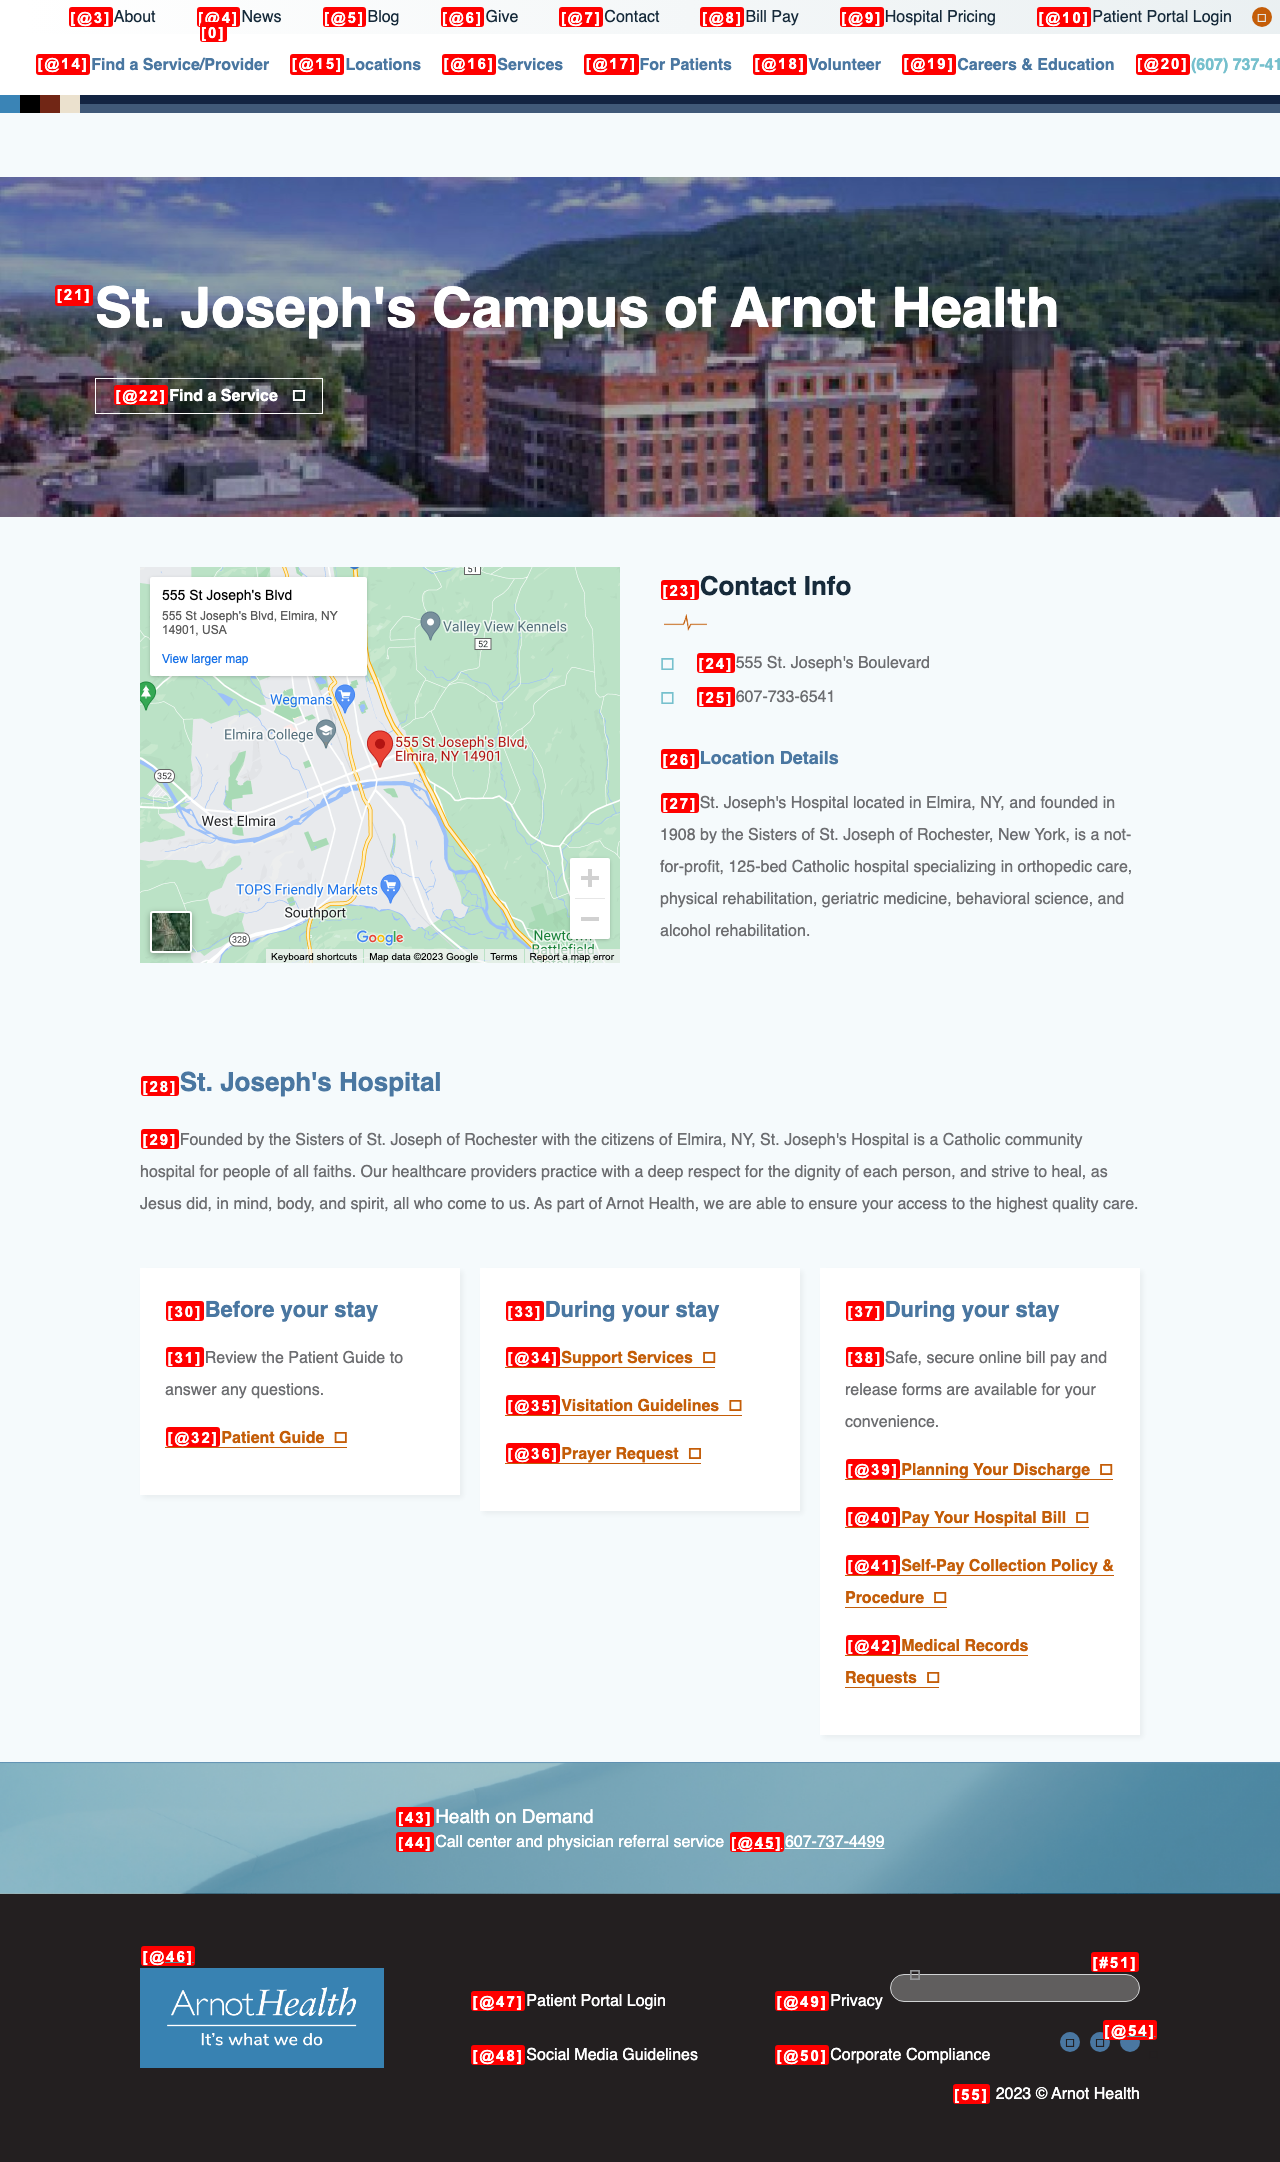 [@3] About [@4] News [@5] Blog [@6] Give [@7] Contact [@8] Bill Pay [@9] Hospital Pricing [@10] Patient Portal Login
[0]
[@14] Find a Service/Provider [@15] Locations [@16] Services [@17] For Patients [@18] Volunteer [@19] Careers & Education [@20] (607) 737-41
[21] St. Joseph's Campus of Arnot Health
[@22] Find a Service
555 St Joseph's Blvd
555 St Joseph's Blvd, Elmira, NY
14901, USA
View larger map
51
Valley View Kennels
52
Wegmans
Elmira College
555 St Joseph's Blvd,
Elmira, NY 14901
352
West Elmira
TOPS Friendly Markets
Southport
328
Google
Newtown
Battlefield
Keyboard shortcuts Map data ©2023 Google Terms Report a map error
[23] Contact Info
[24] 555 St. Joseph's Boulevard
[25] 607-733-6541
[26] Location Details
[27] St. Joseph's Hospital located in Elmira, NY, and founded in
1908 by the Sisters of St. Joseph of Rochester, New York, is a not-
for-profit, 125-bed Catholic hospital specializing in orthopedic care,
physical rehabilitation, geriatric medicine, behavioral science, and
alcohol rehabilitation.
[28] St. Joseph's Hospital
[29] Founded by the Sisters of St. Joseph of Rochester with the citizens of Elmira, NY, St. Joseph's Hospital is a Catholic community
hospital for people of all faiths. Our healthcare providers practice with a deep respect for the dignity of each person, and strive to heal, as
Jesus did, in mind, body, and spirit, all who come to us. As part of Arnot Health, we are able to ensure your access to the highest quality care.
[30] Before your stay
[31] Review the Patient Guide to
answer any questions.
[@32] Patient Guide
[33] During your stay
[@34] Support Services
[@35] Visitation Guidelines
[@36] Prayer Request
[37] During your stay
[38] Safe, secure online bill pay and
release forms are available for your
convenience.
[@39] Planning Your Discharge
[@40] Pay Your Hospital Bill
[@41] Self-Pay Collection Policy &
Procedure
[@42] Medical Records
Requests
[43] Health on Demand
[44] Call center and physician referral service [@45] 607-737-4499
[@46]
ArnotHealth
It's what we do
[@47] Patient Portal Login
[@48] Social Media Guidelines
[@49] Privacy
[@50] Corporate Compliance
[#51]
[@54]
[55] 2023 © Arnot Health